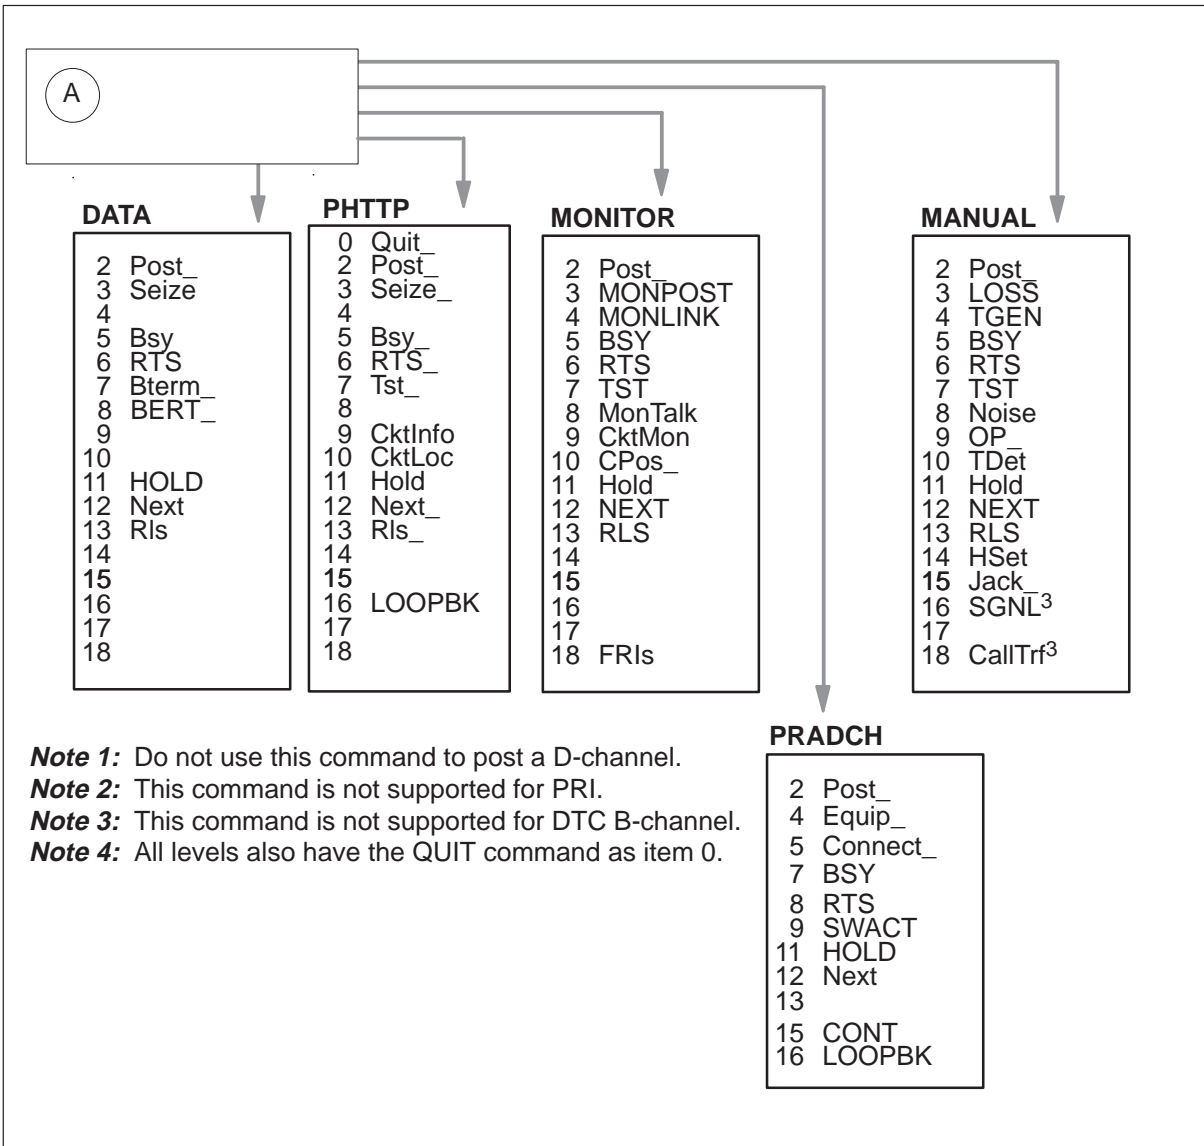 A
DATA
2 Post_
3 Seize
4
5 Bsy
6 RTS
7 Bterm_
8 BERT_
9
10
11 HOLD
12 Next
13 Rls
14
15
16
17
18
PHTTP
0 Quit_
2 Post_
3 Seize_
4
5 Bsy_
6 RTS_
7 Tst_
8
9 CktInfo
10 CktLoc
11 Hold
12 Next_
13 Rls_
14
15
16 LOOPBK
17
18
MONITOR
2 Post_
3 MONPOST
4 MONLINK
5 BSY
6 RTS
7 TST
8 MonTalk
9 CktMon
10 CPos_
11 Hold
12 NEXT
13 RLS
14
15
16
17
18 FRIs
MANUAL
2 Post_
3 LOSS
4 TGEN
5 BSY
6 RTS
7 TST
8 Noise
9 OP_
10 TDet
11 Hold
12 NEXT
13 RLS
14 HSet
15 Jack_
16 SGNL3
17
18 CallTrf3
PRADCH
2 Post_
4 Equip_
5 Connect_
7 BSY
8 RTS
9 SWACT
11 HOLD
12 Next
13
15 CONT
16 LOOPBK
Note 1: Do not use this command to post a D-channel.
Note 2: This command is not supported for PRI.
Note 3: This command is not supported for DTC B-channel.
Note 4: All levels also have the QUIT command as item 0.